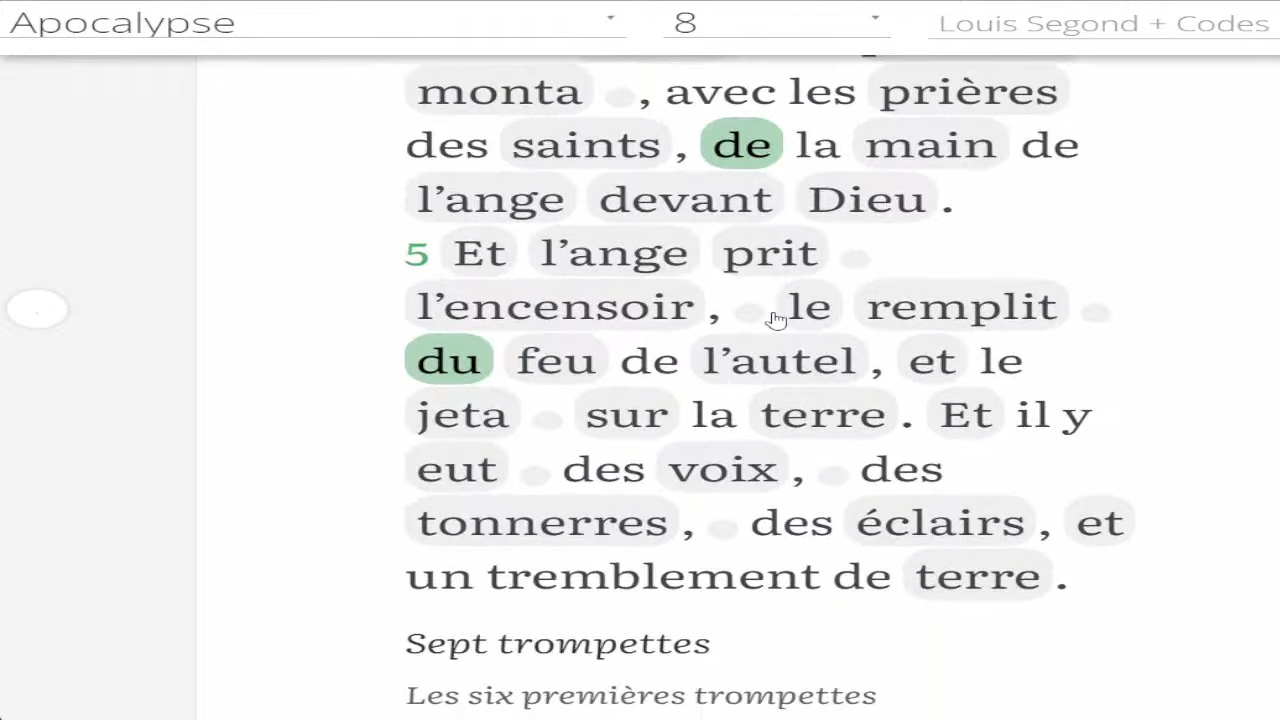 Apocalypse 8 Louis Segond + Codes
monta , avec les prières
des saints , de la main de
l’ange devant Dieu .
5 Et l’ange prit
l’encensoir , le remplit
du feu de l’autel , et le
jeta sur la terre . Et il y
eut des voix , des
tonnerres , des éclairs , et
un tremblement de terre .
Sept trompettes
Les six premières trompettes